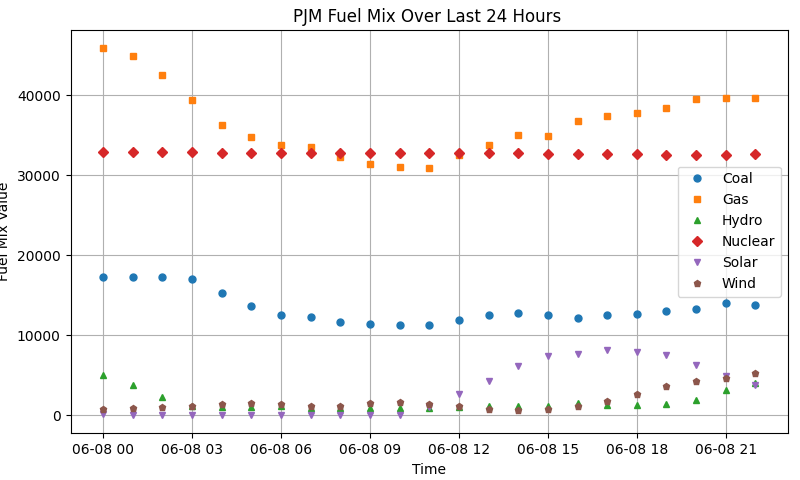 PJM Fuel Mix Over Last 24 Hours
Fuel Mix Value
40000
30000
20000
10000
0
Coal
Gas
Hydro
Nuclear
Solar
Wind
06-08 00 06-08 03 06-08 06 06-08 09 06-08 12 06-08 15 06-08 18 06-08 21
Time